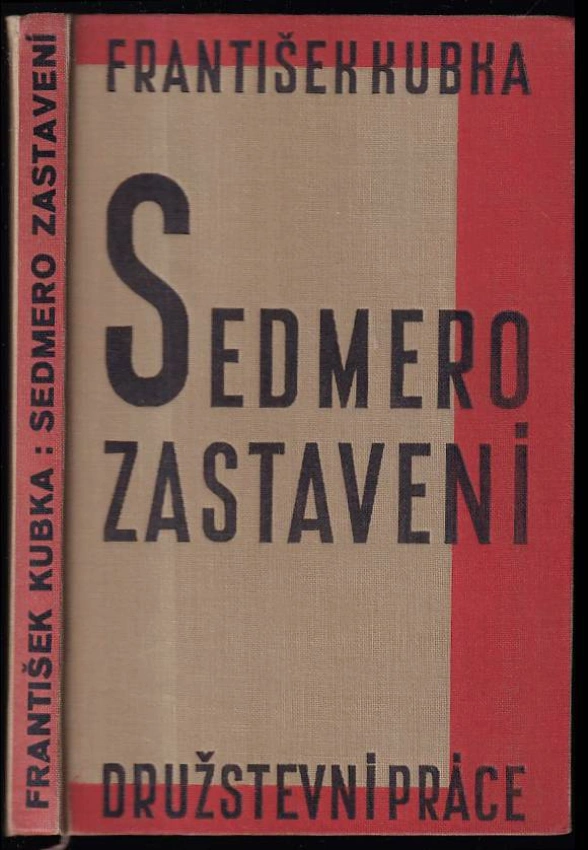 FRANTIŠEK KUBKA : SEDMERO ZASTAVENÍ
FRANTIŠEK KUBKA
SEDMERO
ZASTAVENÍ
DRUŽSTEVNÍ PRÁCE